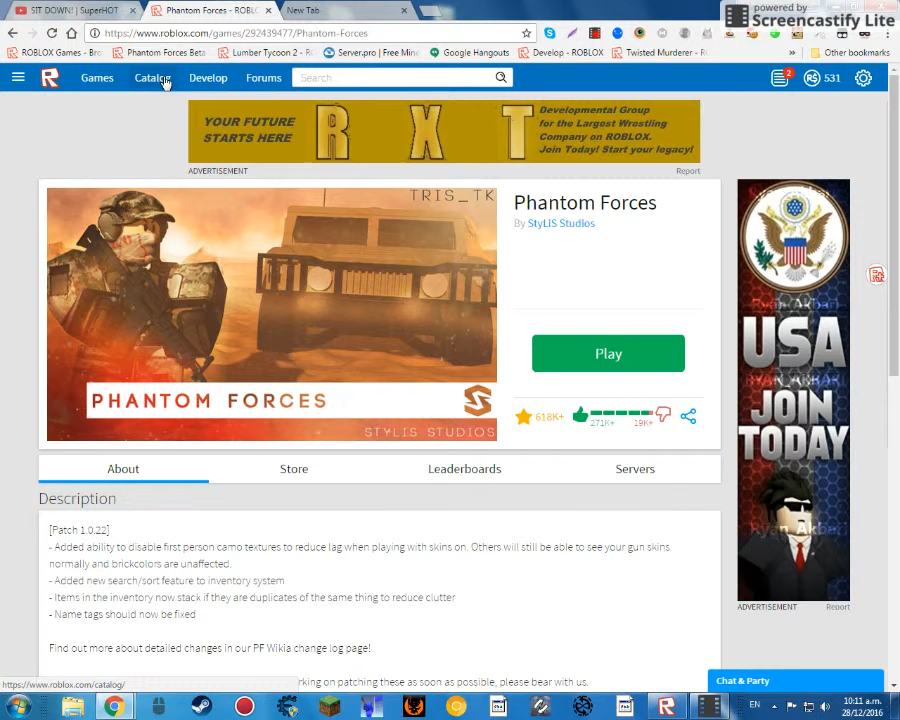 SIT DOWN! | SuperHOT
Phantom Forces - ROBLO
New Tab
powered by
Screencastify Lite
https://www.roblox.com/games/292439477/Phantom-Forces
ROBLOX Games - Bro
Phantom Forces Beta
Lumber Tycoon 2 - RO
Server.pro | Free Mine
Google Hangouts
Develop - ROBLOX
Twisted Murderer - R
» Other bookmarks
Games
Catalog
Develop
Forums
Search
2
R$ 531
YOUR FUTURE
STARTS HERE
R X T
Developmental Group
for the Largest Wrestling
Company on ROBLOX.
Join Today! Start your legacy!
ADVERTISEMENT
Report
TRIS_TK
PHANTOM FORCES
STYLIS STUDIOS
Phantom Forces
By StyLiS Studios
Play
618K+
271K+
19K+
USA
JOIN
TODAY
Ryan Akbari
ADVERTISEMENT
Report
About
Store
Leaderboards
Servers
Description
[Patch 1.0.22]
- Added ability to disable first person camo textures to reduce lag when playing with skins on. Others will still be able to see your gun skins
normally and brickcolors are unaffected.
- Added new search/sort feature to inventory system
- Items in the inventory now stack if they are duplicates of the same thing to reduce clutter
- Name tags should now be fixed
Find out more about detailed changes in our PF Wikia change log page!
rking on patching these as soon as possible, please bear with us.
https://www.roblox.com/catalog/
Chat & Party
EN
10:11 a.m.
28/12/2016